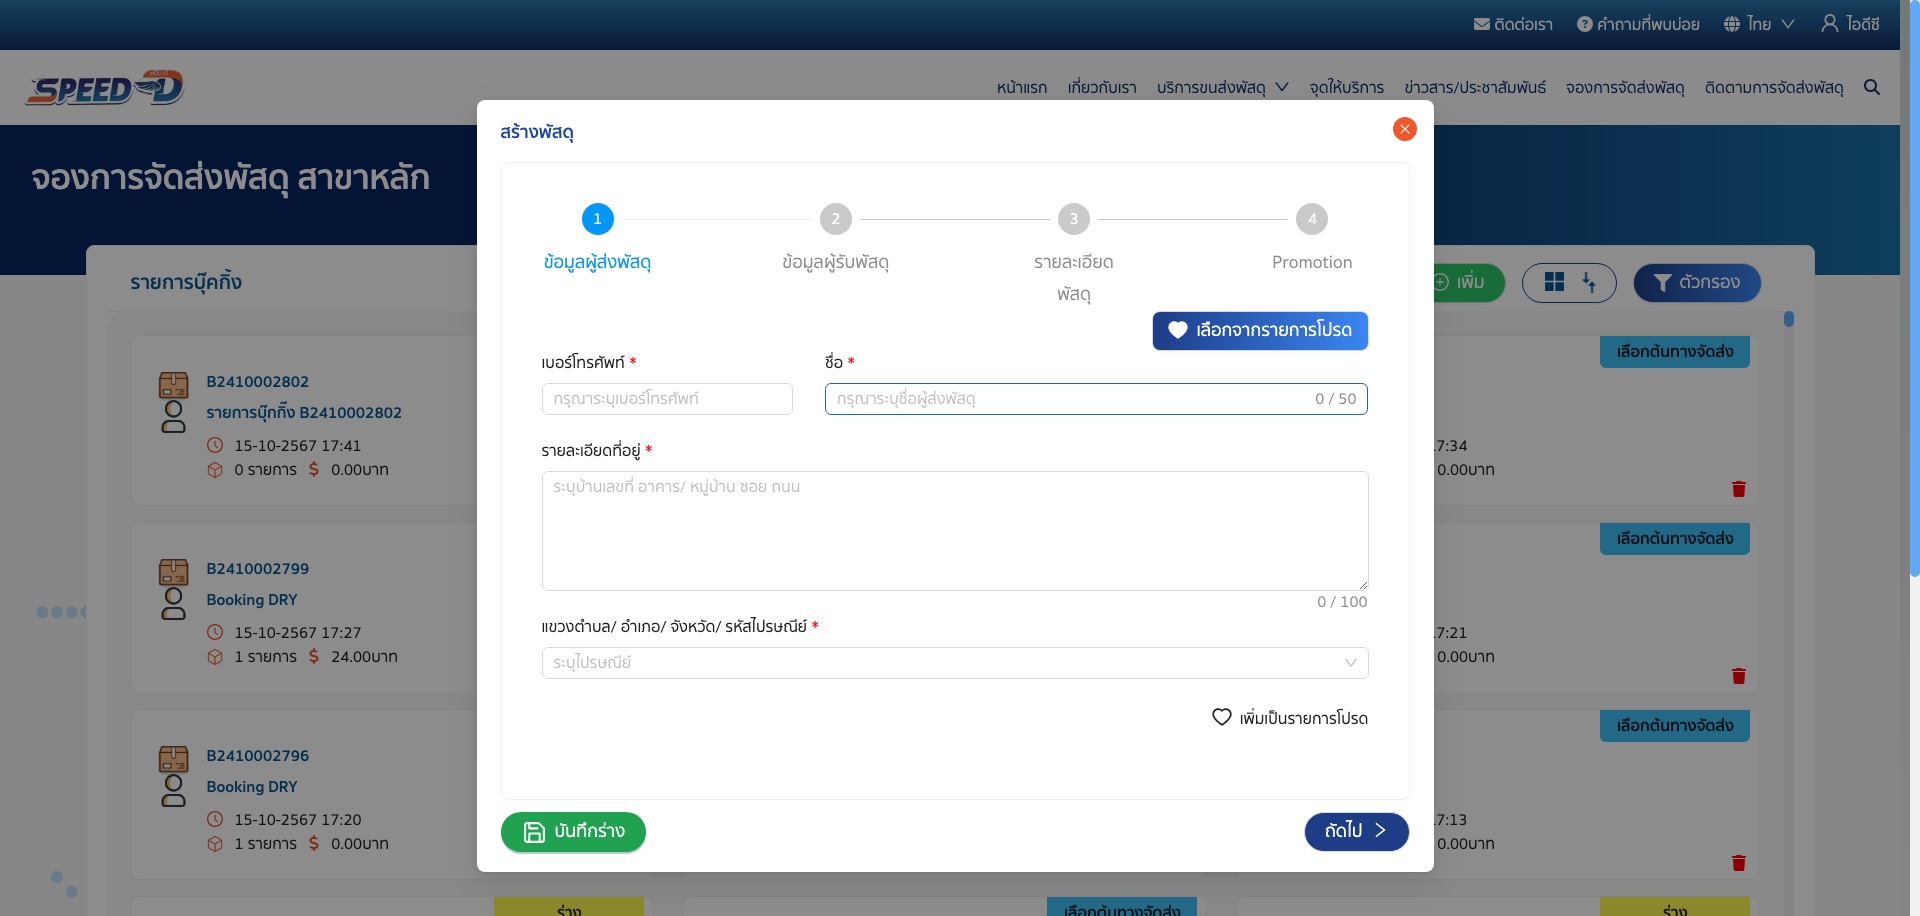 ติดต่อเรา คำถามที่พบบ่อย ไทย ไอดีซี
SPEED-D
หน้าแรก เกี่ยวกับเรา บริการขนส่งพัสดุ จุดให้บริการ ข่าวสาร/ประชาสัมพันธ์ จองการจัดส่งพัสดุ ติดตามการจัดส่งพัสดุ
จองการจัดส่งพัสดุ สาขาหลัก
รายการบุ๊คกิ้ง
เพิ่ม
ตัวกรอง
สร้างพัสดุ
1 2 3 4
ข้อมูลผู้ส่งพัสดุ ข้อมูลผู้รับพัสดุ รายละเอียด Promotion
พัสดุ
เลือกจากรายการโปรด
เบอร์โทรศัพท์ *
ชื่อ *
กรุณาระบุเบอร์โทรศัพท์
กรุณาระบุชื่อผู้ส่งพัสดุ 0 / 50
รายละเอียดที่อยู่ *
ระบุบ้านเลขที่ อาคาร/ หมู่บ้าน ซอย ถนน
0 / 100
แขวงตำบล/ อำเภอ/ จังหวัด/ รหัสไปรษณีย์ *
ระบุไปรษณีย์
เพิ่มเป็นรายการโปรด
บันทึกร่าง
ถัดไป
B2410002802
รายการบุ๊กกิ๊ง B2410002802
15-10-2567 17:41
0 รายการ $ 0.00บาท
B2410002799
Booking DRY
15-10-2567 17:27
1 รายการ $ 24.00บาท
B2410002796
Booking DRY
15-10-2567 17:20
1 รายการ $ 0.00บาท
เลือกต้นทางจัดส่ง
7:34
0.00บาท
เลือกต้นทางจัดส่ง
7:21
0.00บาท
เลือกต้นทางจัดส่ง
7:13
0.00บาท
ร่าง เลือกต้นทางจัดส่ง ร่าง